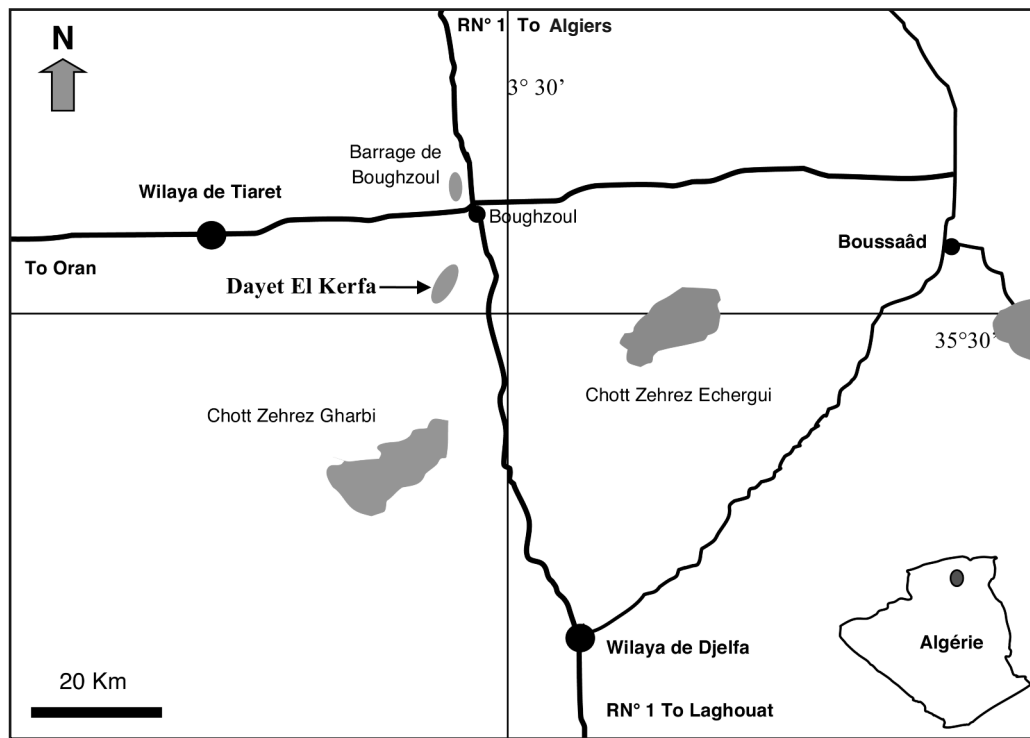 RN° 1 To Algiers
N
3° 30’
Barrage de
Boughzoul
Wilaya de Tiaret
Boughzoul
Boussaâd
To Oran
Dayet El Kerfa
35°30’
Chott Zehrez Echergui
Chott Zehrez Gharbi
Wilaya de Djelfa
Algérie
20 Km
RN° 1 To Laghouat